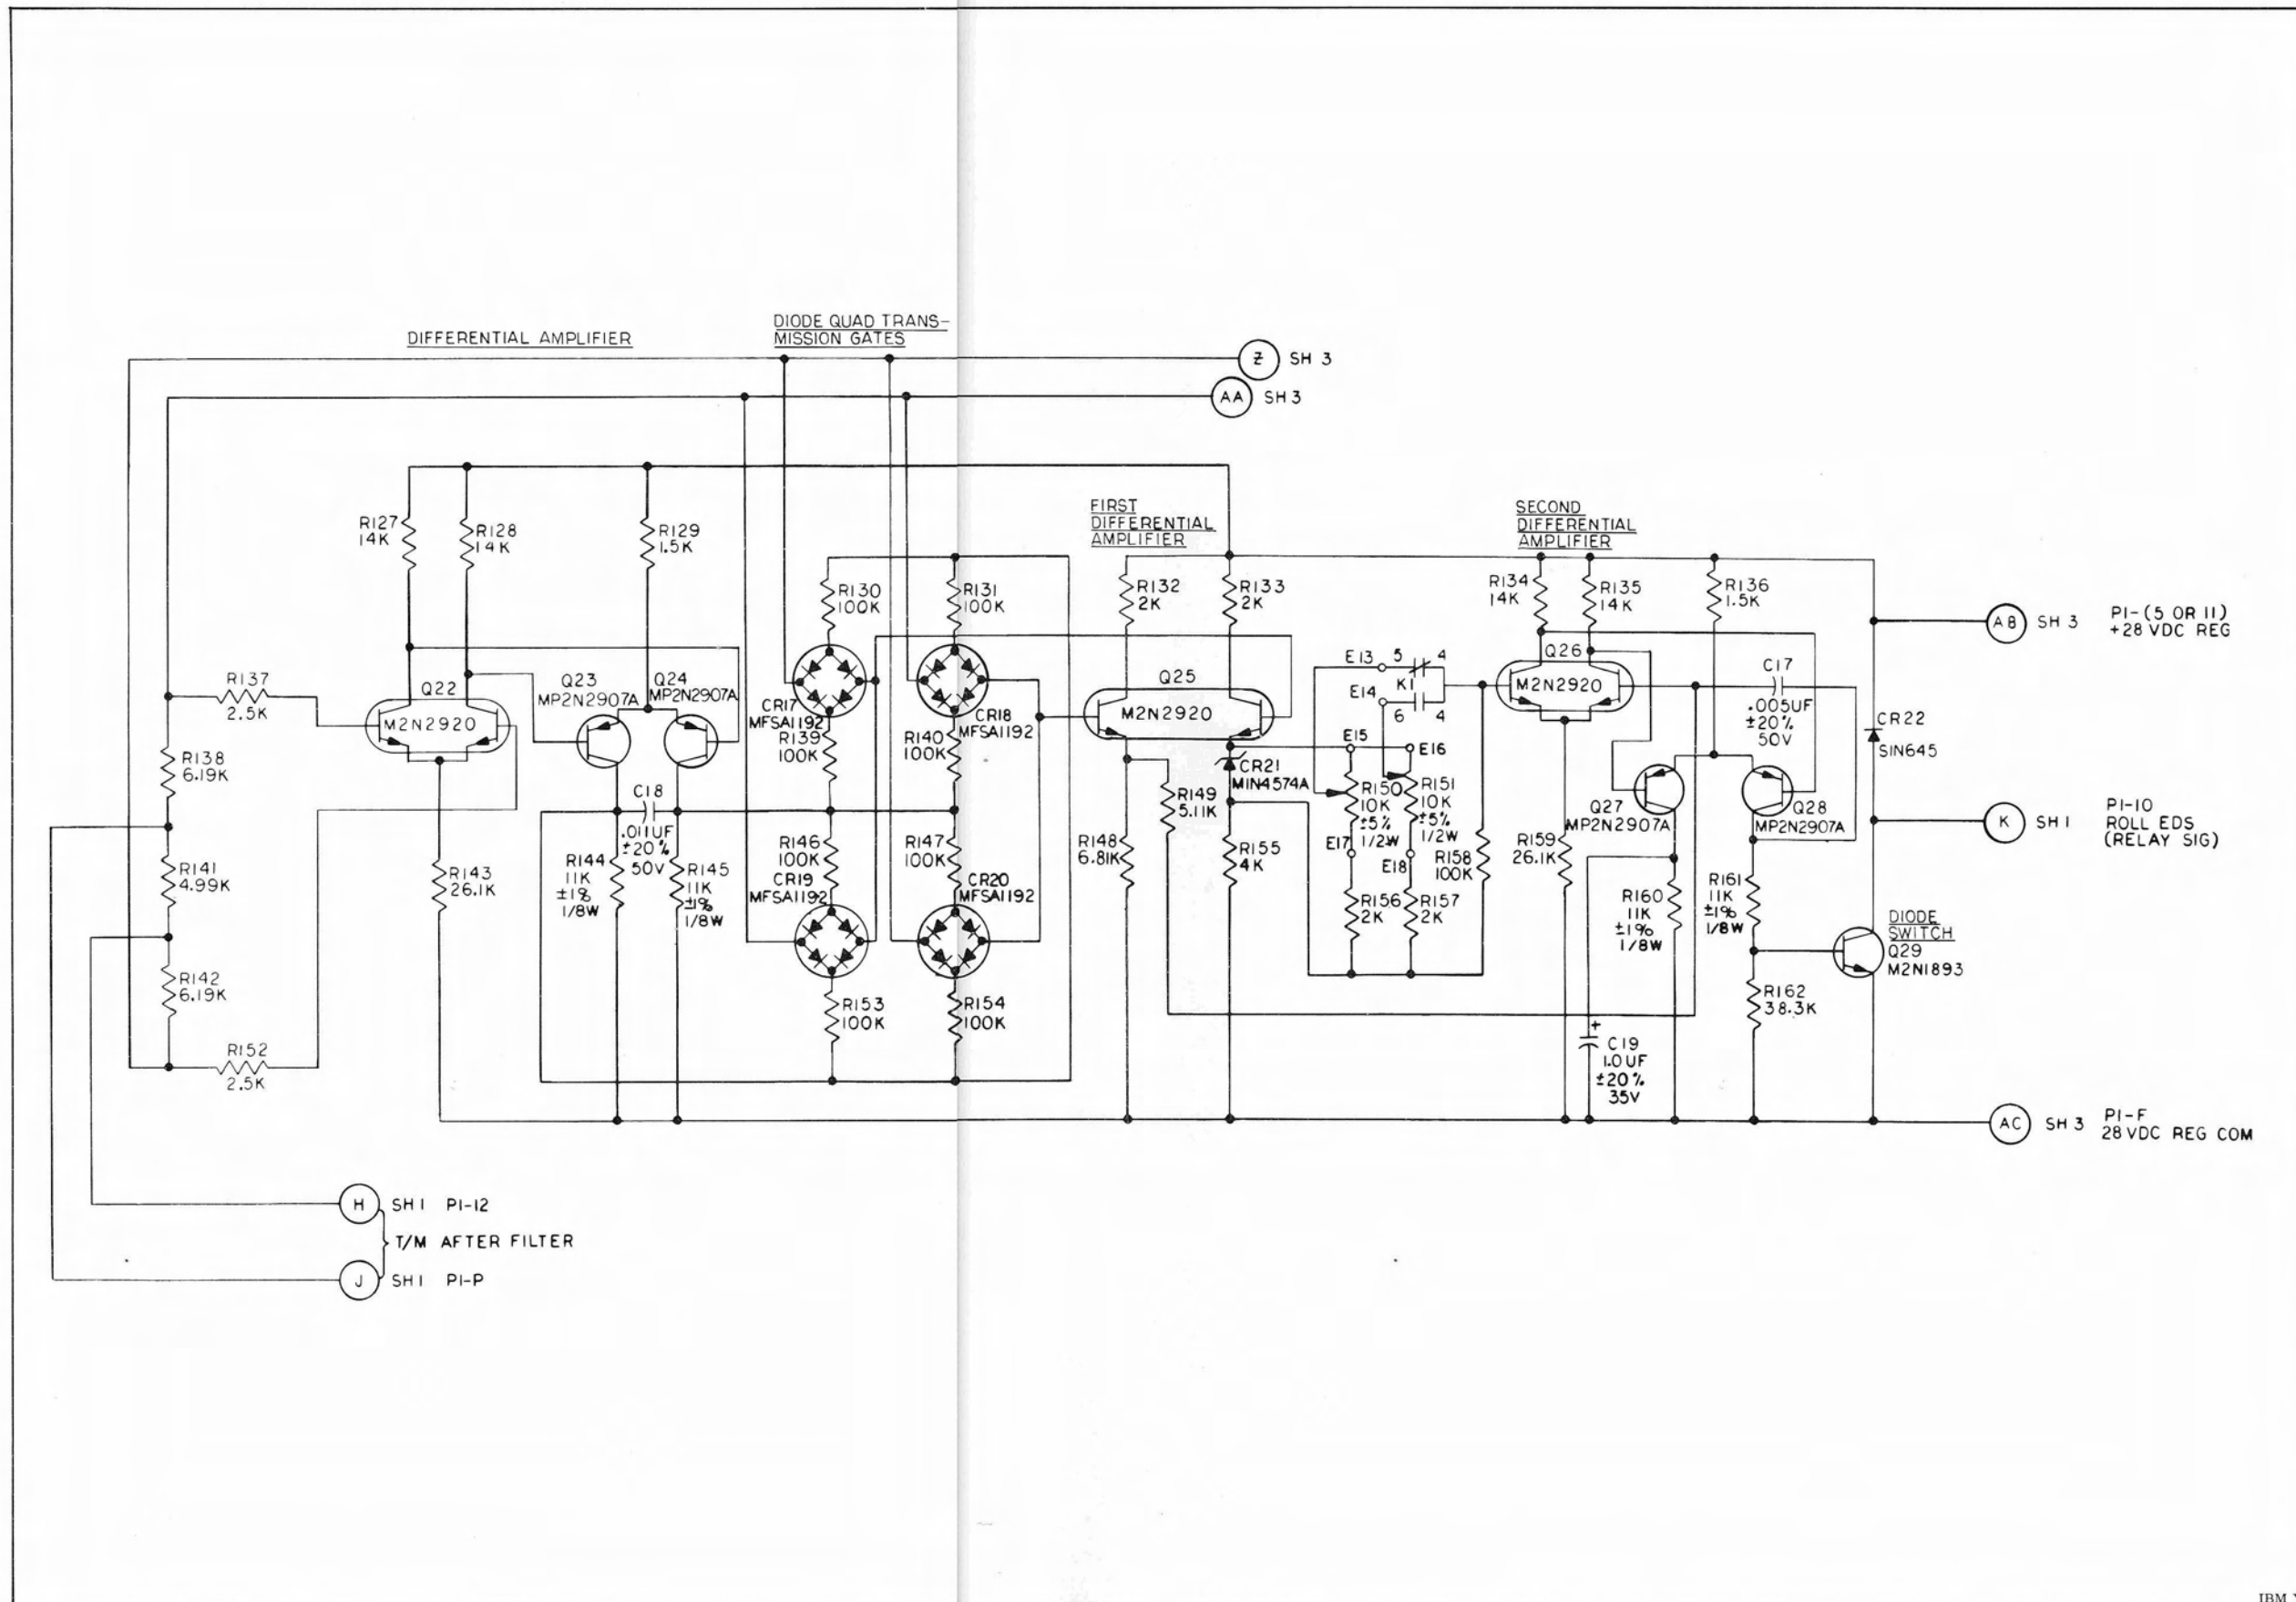 DIFFERENTIAL AMPLIFIER
DIODE QUAD TRANS-
MISSION GATES
Z SH 3
AA SH 3
R127
14K
R128
14K
R129
1.5K
R130
100K
R131
100K
FIRST
DIFFERENTIAL
AMPLIFIER
R132
2K
R133
2K
SECOND
DIFFERENTIAL
AMPLIFIER
R134
14K
R135
14K
R136
1.5K
AB SH 3
P1-(5 OR 11)
+28 VDC REG
R137
2.5K
Q22
M2N2920
Q23
MP2N2907A
Q24
MP2N2907A
CR17
MFSA1192
CR18
MFSA1192
Q25
M2N2920
E13 5 4
K1
E14
6 4
Q26
M2N2920
C17
.005UF
±20%
50V
CR22
SIN645
R138
6.19K
R139
100K
R140
100K
E15
E16
CR21
MIN4574A
C18
.011UF
±20%
50V
R149
5.11K
R150
10K
±5%
1/2W
R151
10K
±5%
1/2W
Q27
MP2N2907A
Q28
MP2N2907A
K SH 1
P1-10
ROLL EDS
(RELAY SIG)
R141
4.99K
R143
26.1K
R144
11K
±1%
1/8W
R145
11K
±1%
1/8W
R146
100K
R147
100K
CR19
MFSA1192
CR20
MFSA1192
R148
6.81K
R155
4K
E17
E18
R158
100K
R159
26.1K
R156
2K
R157
2K
R160
11K
±1%
1/8W
R161
11K
±1%
1/8W
DIODE
SWITCH
Q29
M2N1893
R142
6.19K
R152
2.5K
R153
100K
R154
100K
R162
38.3K
+
C19
1.0UF
±20%
35V
AC SH 3
P1-F
28 VDC REG COM
H SH 1 P1-12
T/M AFTER FILTER
J SH 1 P1-P
IBM